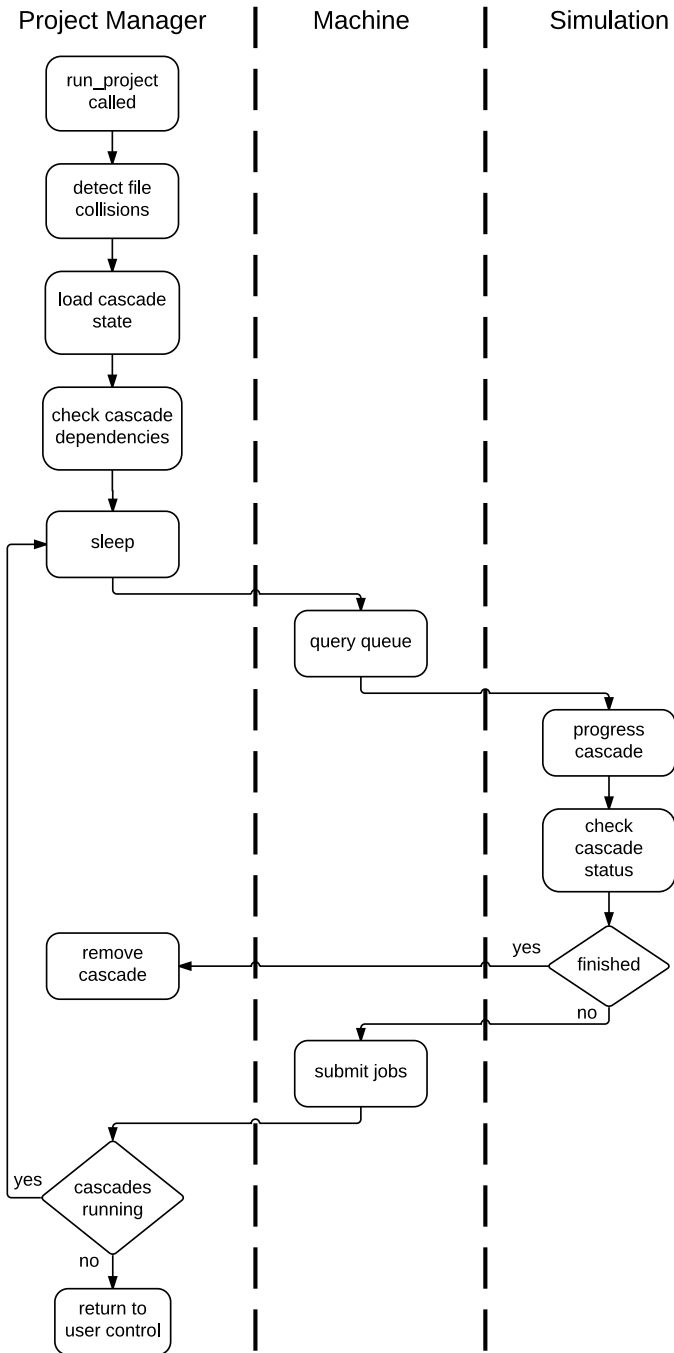 Project Manager
Machine
Simulation
run_project
called
detect file
collisions
load cascade
state
check cascade
dependencies
sleep
query queue
progress
cascade
check
cascade
status
remove
cascade
yes
finished
no
submit jobs
yes
cascades
running
no
return to
user control